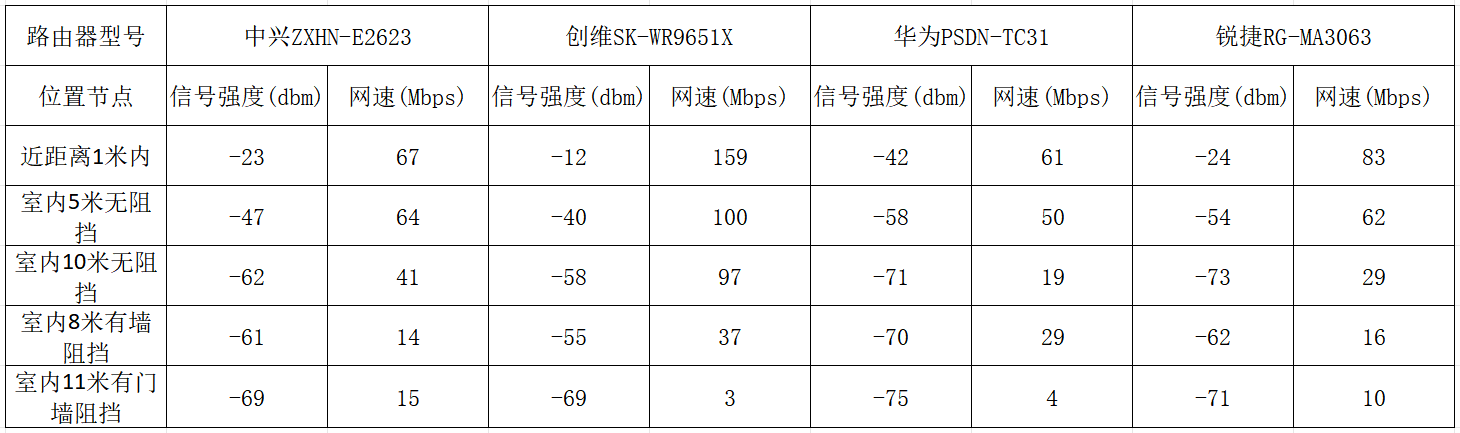 路由器型号 中兴ZXHN-E2623 创维SK-WR9651X 华为PSDN-TC31 锐捷RG-MA3063
位置节点 信号强度(dbm) 网速(Mbps) 信号强度(dbm) 网速(Mbps) 信号强度(dbm) 网速(Mbps) 信号强度(dbm) 网速(Mbps)
近距离1米内 -23 67 -12 159 -42 61 -24 83
室内5米无阻
挡 -47 64 -40 100 -58 50 -54 62
室内10米无阻
挡 -62 41 -58 97 -71 19 -73 29
室内8米有墙
阻挡 -61 14 -55 37 -70 29 -62 16
室内11米有门
墙阻挡 -69 15 -69 3 -75 4 -71 10